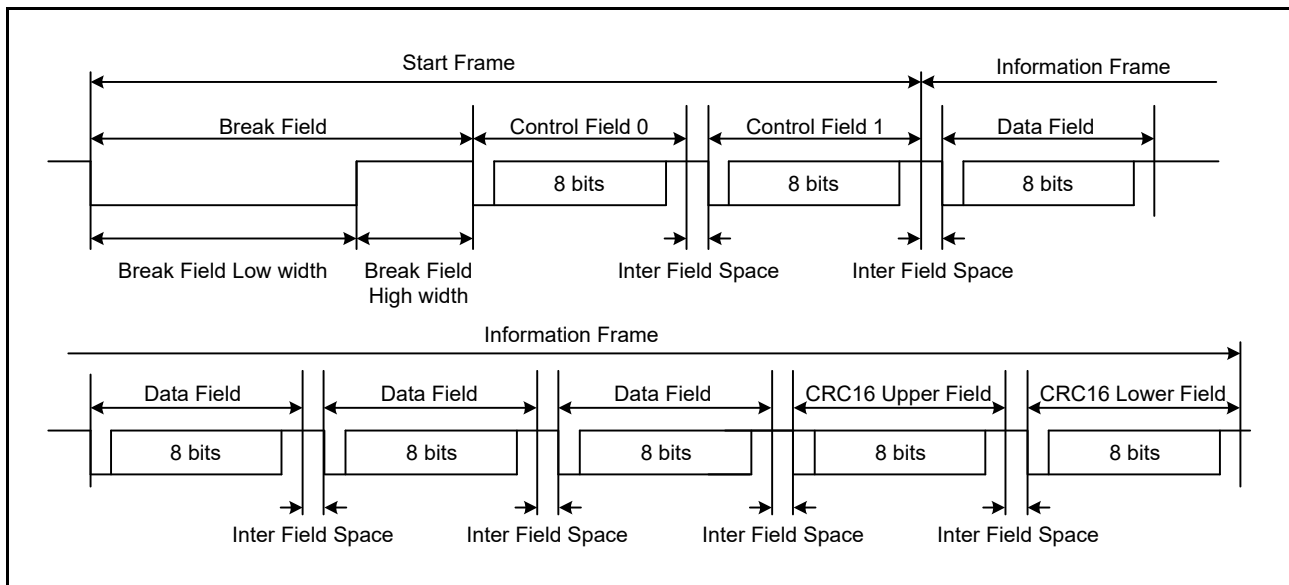 Start Frame
Information Frame
Break Field
Control Field 0
Control Field 1
Data Field
8 bits
8 bits
8 bits
Break Field Low width
Break Field
High width
Inter Field Space
Inter Field Space
Information Frame
Data Field
Data Field
Data Field
CRC16 Upper Field
CRC16 Lower Field
8 bits
8 bits
8 bits
8 bits
8 bits
Inter Field Space
Inter Field Space
Inter Field Space
Inter Field Space